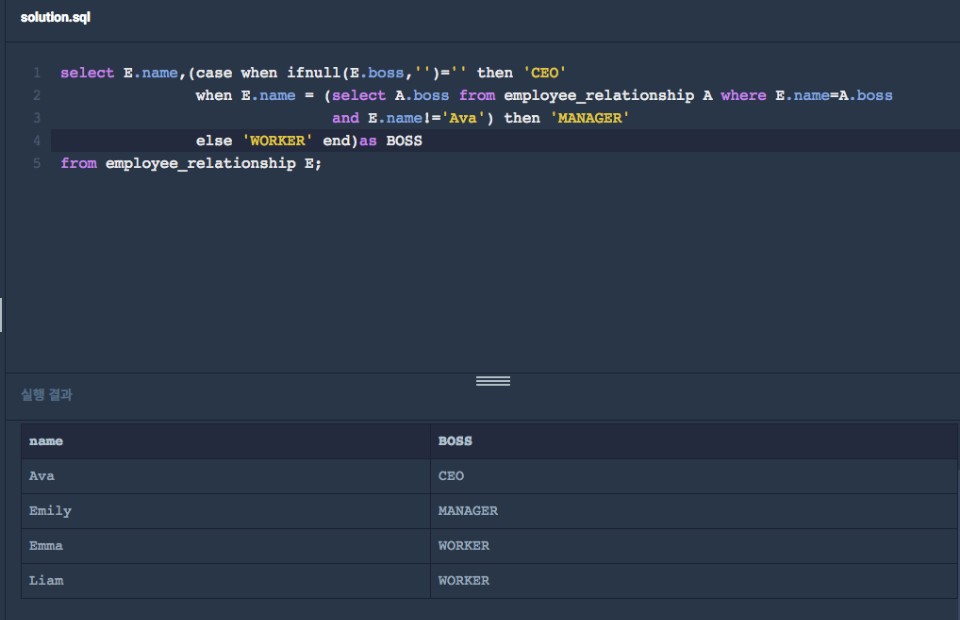 solution.sql
1 select E.name,(case when ifnull(E.boss,'')='' then 'CEO'
2 when E.name = (select A.boss from employee_relationship A where E.name=A.boss
3 and E.name!='Ava') then 'MANAGER'
4 else 'WORKER' end)as BOSS
5 from employee_relationship E;
실행 결과
name BOSS
Ava CEO
Emily MANAGER
Emma WORKER
Liam WORKER